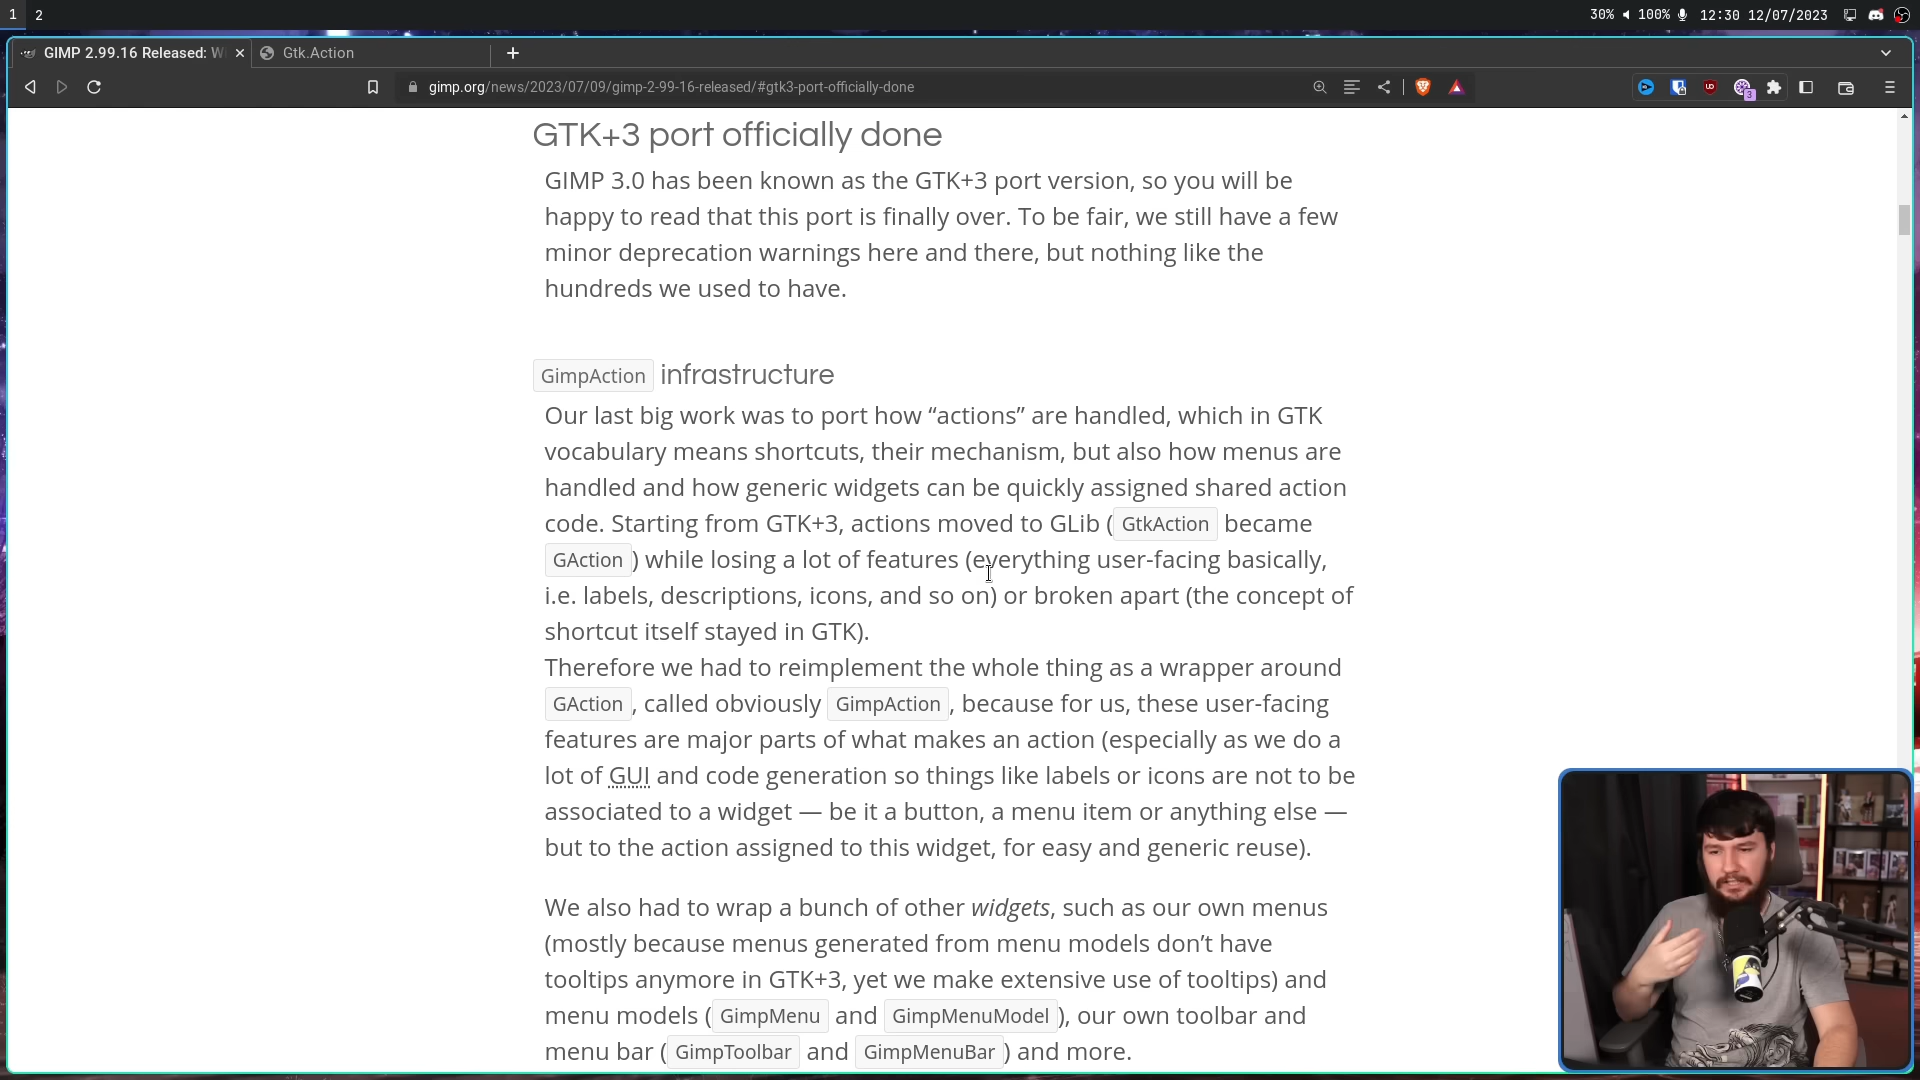 1 2 30% 100% 12:30 12/07/2023
GIMP 2.99.16 Released: W Gtk.Action
gimp.org/news/2023/07/09/gimp-2-99-16-released/#gtk3-port-officially-done
3
GTK+3 port officially done
GIMP 3.0 has been known as the GTK+3 port version, so you will be
happy to read that this port is finally over. To be fair, we still have a few
minor deprecation warnings here and there, but nothing like the
hundreds we used to have.
GimpAction infrastructure
Our last big work was to port how “actions” are handled, which in GTK
vocabulary means shortcuts, their mechanism, but also how menus are
handled and how generic widgets can be quickly assigned shared action
code. Starting from GTK+3, actions moved to GLib (GtkAction became
GAction) while losing a lot of features (everything user-facing basically,
i.e. labels, descriptions, icons, and so on) or broken apart (the concept of
shortcut itself stayed in GTK).
Therefore we had to reimplement the whole thing as a wrapper around
GAction, called obviously GimpAction, because for us, these user-facing
features are major parts of what makes an action (especially as we do a
lot of GUI and code generation so things like labels or icons are not to be
associated to a widget — be it a button, a menu item or anything else —
but to the action assigned to this widget, for easy and generic reuse).
We also had to wrap a bunch of other widgets, such as our own menus
(mostly because menus generated from menu models don’t have
tooltips anymore in GTK+3, yet we make extensive use of tooltips) and
menu models (GimpMenu and GimpMenuModel), our own toolbar and
menu bar (GimpToolbar and GimpMenuBar) and more.